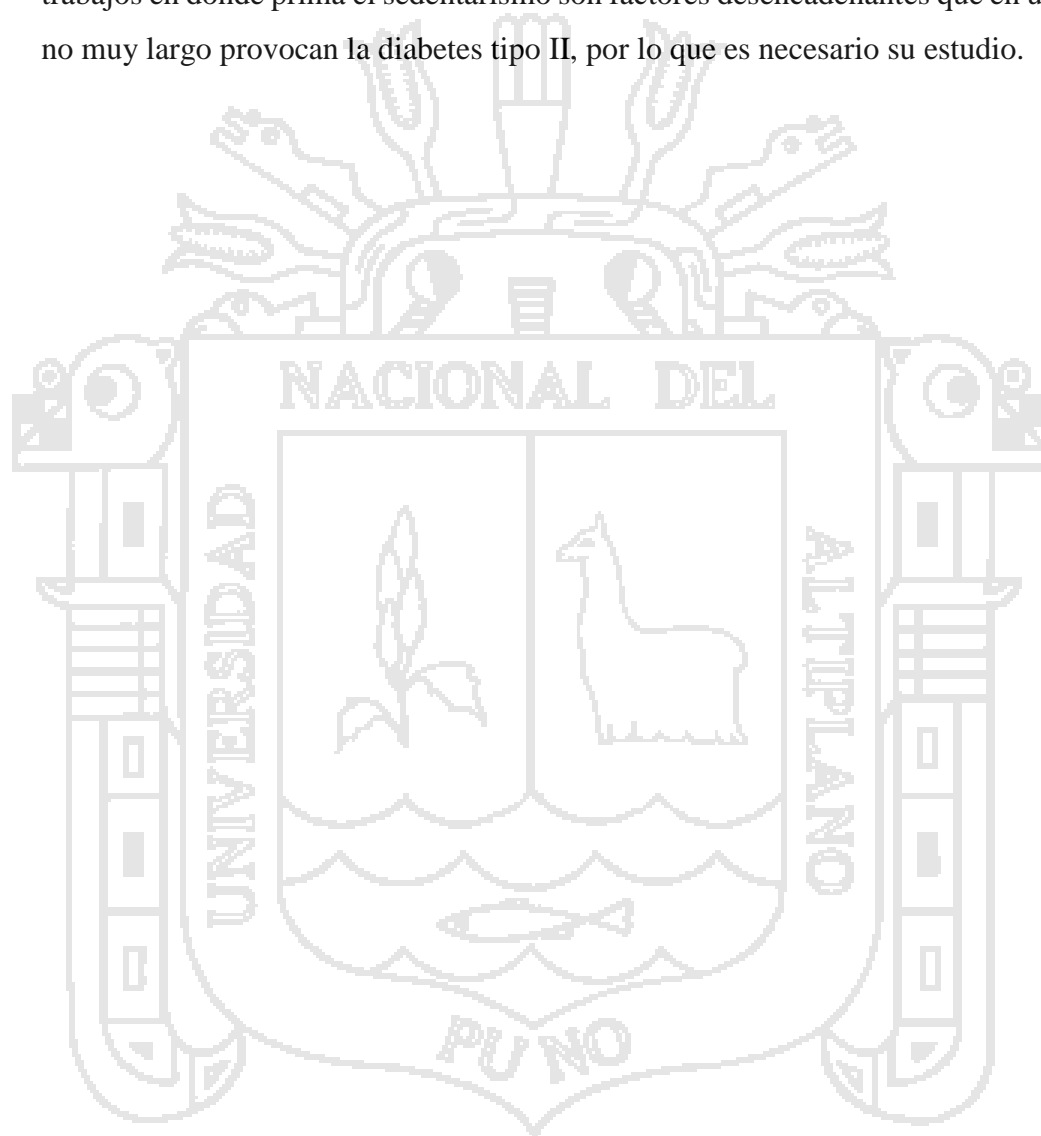 trabajos en donde prima el sedentarismo son factores desencadenantes que en u
no muy largo provocan la diabetes tipo II, por lo que es necesario su estudio.
NACIONAL DEL
UNIVERSIDAD
ALTIPLANO
PUNO